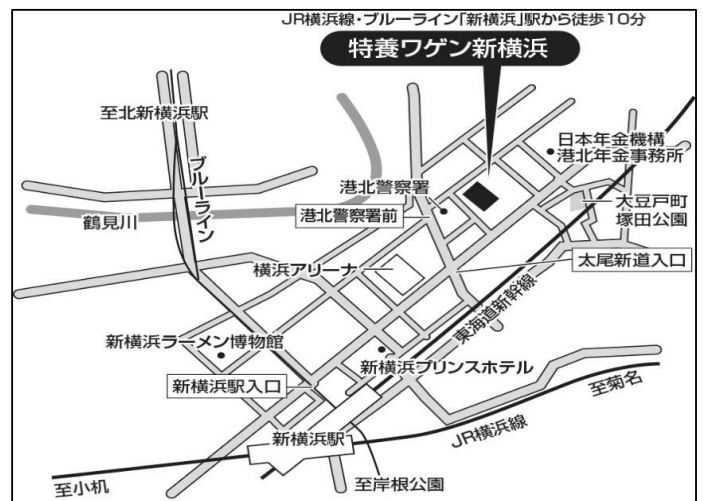 JR横浜線・ブルーライン「新横浜」駅から徒歩10分
特養ワゲン新横浜
至北新横浜駅
ブルーライン
日本年金機構
港北年金事務所
港北警察署
大豆戸町
塚田公園
鶴見川
港北警察署前
横浜アリーナ
太尾新道入口
東海道新幹線
新横浜ラーメン博物館
新横浜プリンスホテル
新横浜駅入口
至菊名
JR横浜線
新横浜駅
至小机
至岸根公園